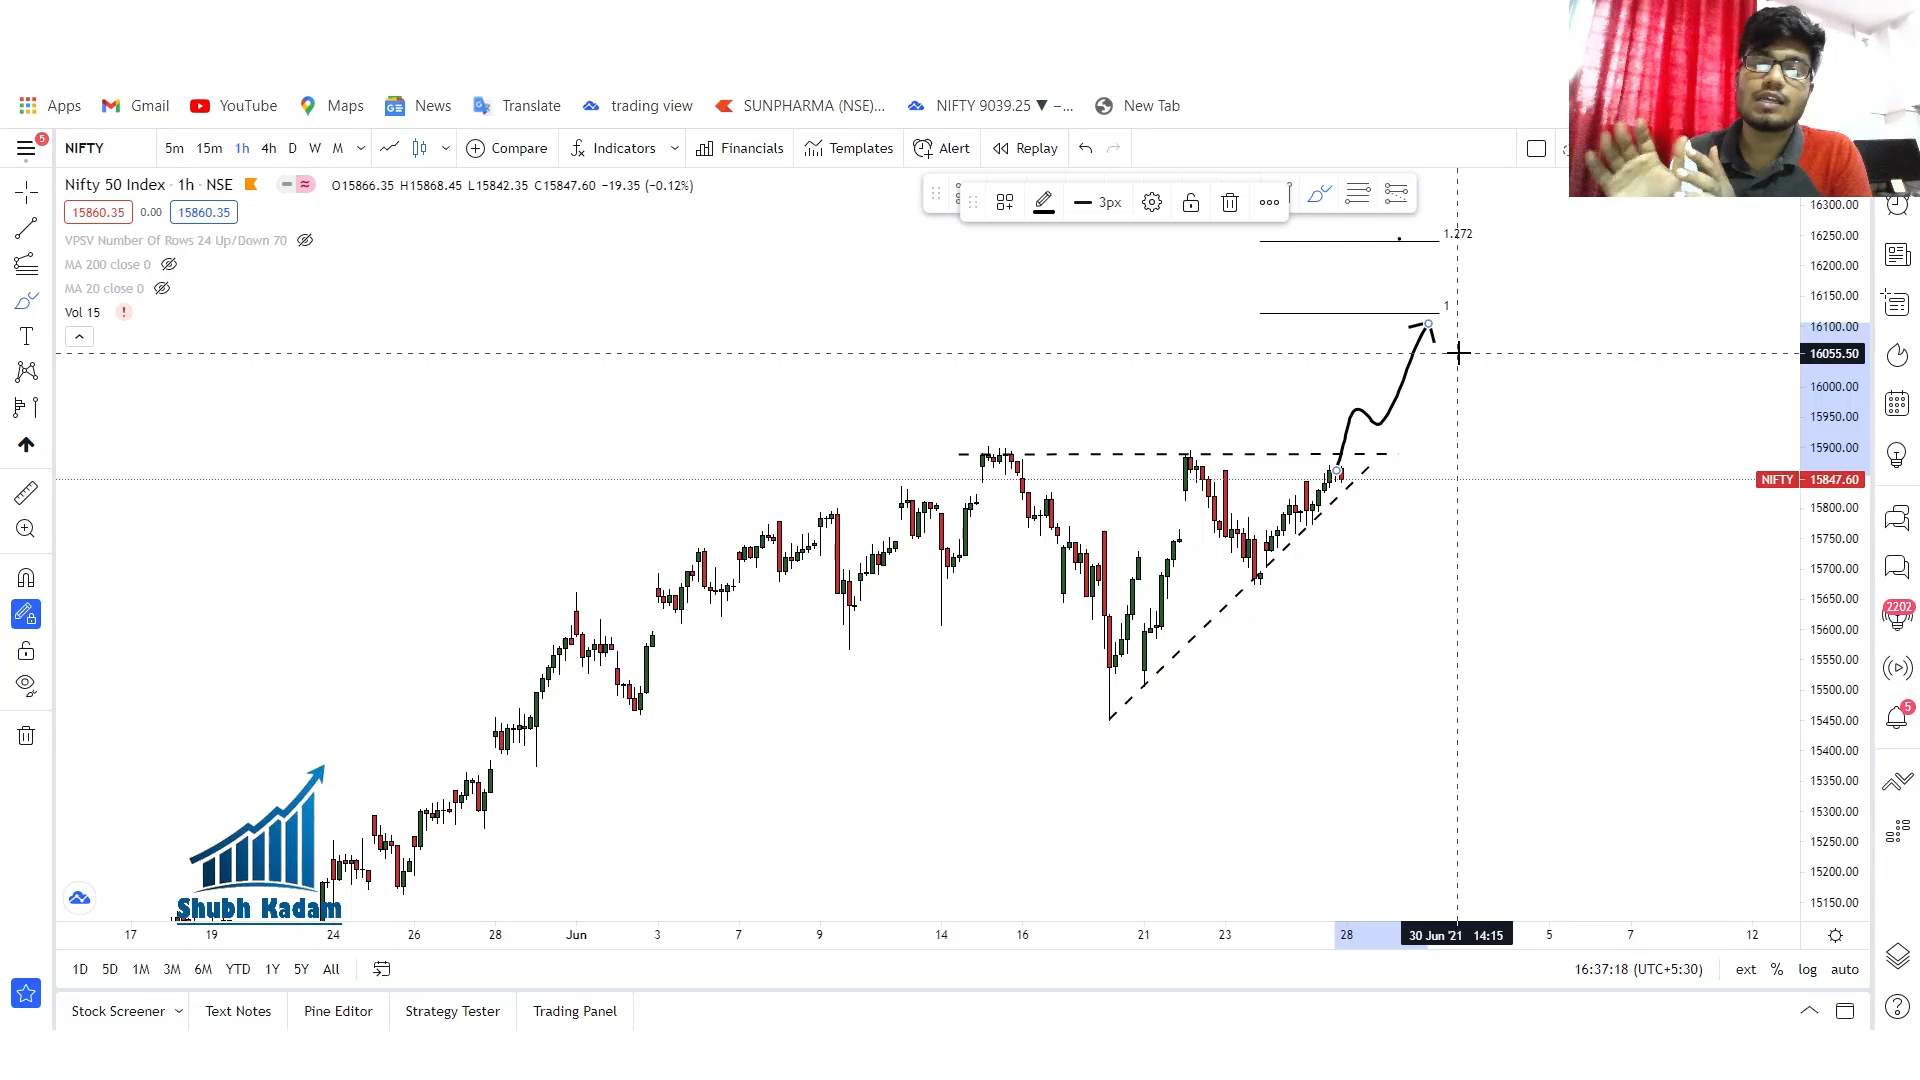 Apps Gmail YouTube Maps News Translate trading view SUNPHARMA (NSE)... NIFTY 9039.25 ▼ −... New Tab
5
NIFTY 5m 15m 1h 4h D W M Compare Indicators Financials Templates Alert Replay
Nifty 50 Index · 1h · NSE O15866.35 H15868.45 L15842.35 C15847.60 −19.35 (−0.12%)
3px
15860.35 0.00 15860.35
VPSV Number Of Rows 24 Up/Down 70
MA 200 close 0
MA 20 close 0
Vol 15 !
1.272
1
16300.00
16250.00
16200.00
16150.00
16100.00
16055.50
16000.00
15950.00
15900.00
NIFTY 15847.60
15800.00
15750.00
15700.00
15650.00
15600.00
15550.00
15500.00
15450.00
15400.00
15350.00
15300.00
15250.00
15200.00
15150.00
2202
5
Shubh Kadam
17 19 24 26 28 Jun 3 7 9 14 16 21 23 28 30 Jun '21 14:15 5 7 12
1D 5D 1M 3M 6M YTD 1Y 5Y All 16:37:18 (UTC+5:30) ext % log auto
Stock Screener Text Notes Pine Editor Strategy Tester Trading Panel